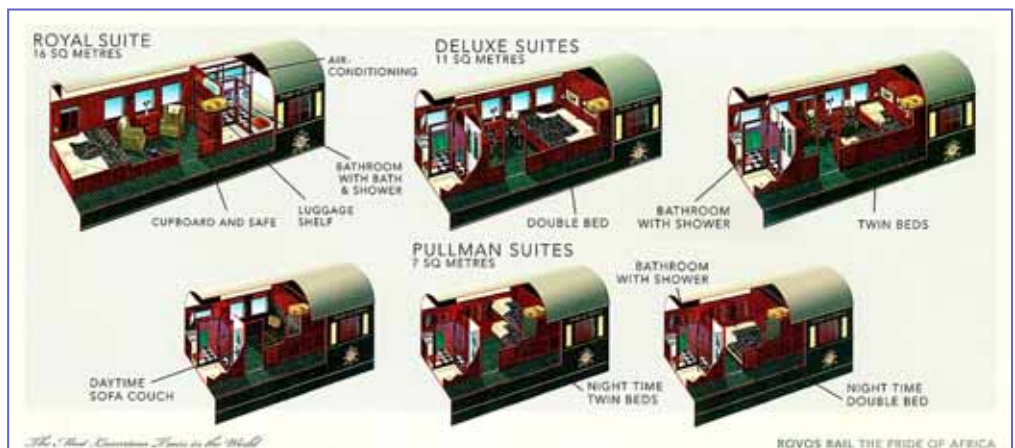 ROYAL SUITE
16 SQ METRES
AIR-
CONDITIONING
BATHROOM
WITH BATH
& SHOWER
LUGGAGE
SHELF
CUPBOARD AND SAFE
DELUXE SUITES
11 SQ METRES
DOUBLE BED
BATHROOM
WITH SHOWER
TWIN BEDS
PULLMAN SUITES
7 SQ METRES
DAYTIME
SOFA COUCH
NIGHT TIME
TWIN BEDS
BATHROOM
WITH SHOWER
NIGHT TIME
DOUBLE BED
The Most Luxurious Train in the World
ROVOS RAIL THE PRIDE OF AFRICA